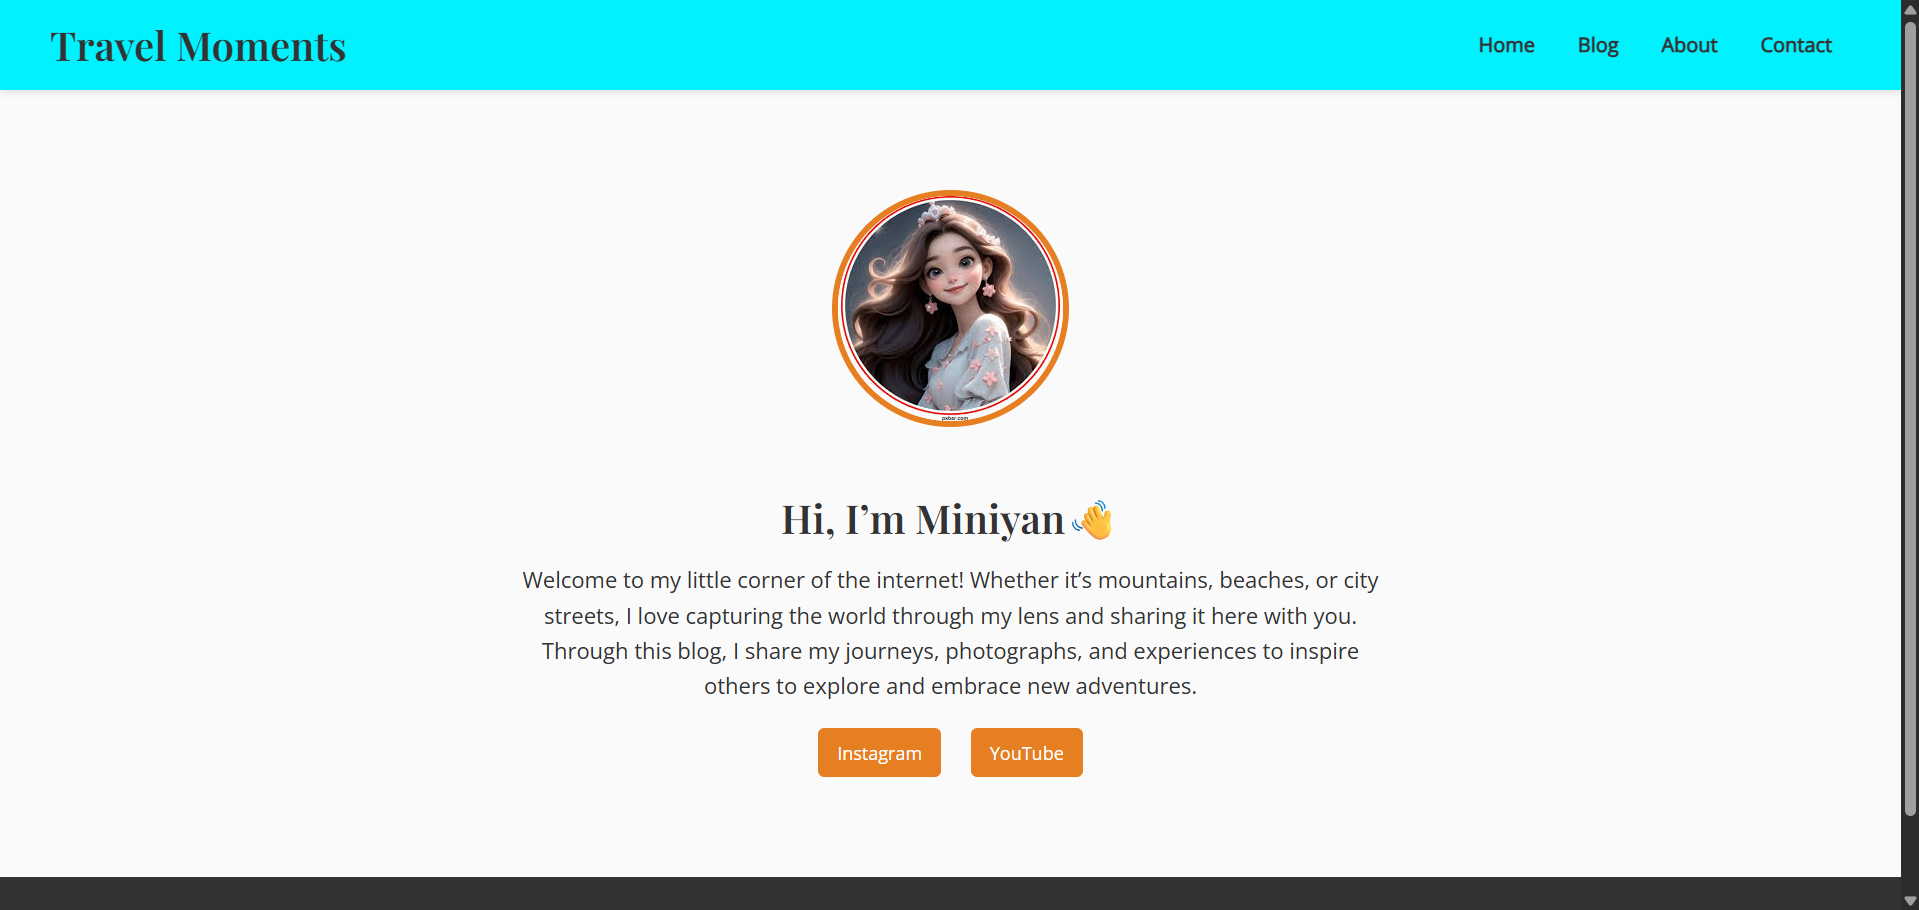 Travel Moments
Home Blog About Contact
pxbar.com
Hi, I’m Miniyan 👋
Welcome to my little corner of the internet! Whether it’s mountains, beaches, or city
streets, I love capturing the world through my lens and sharing it here with you.
Through this blog, I share my journeys, photographs, and experiences to inspire
others to explore and embrace new adventures.
Instagram YouTube